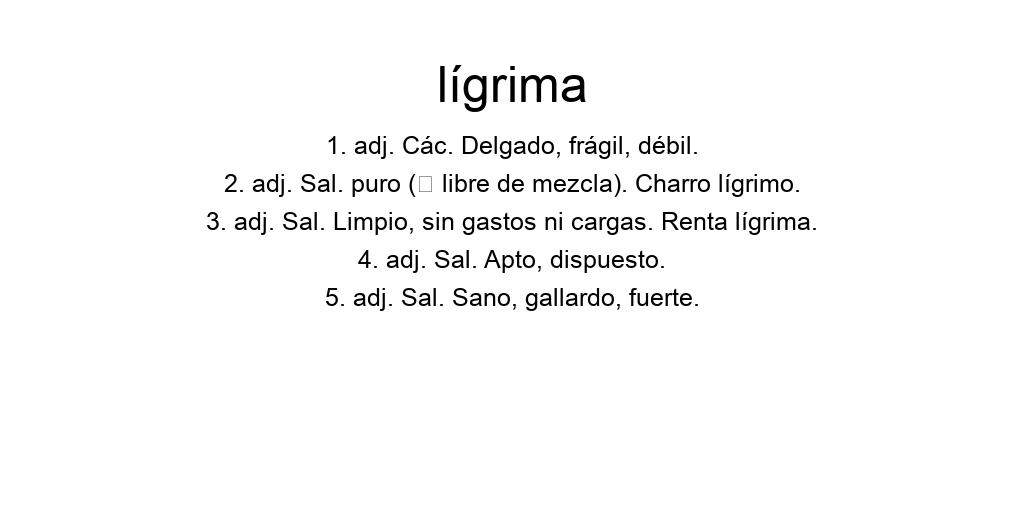 lígrima
1. adj. Các. Delgado, frágil, débil.
2. adj. Sal. puro (□ libre de mezcla). Charro lígrimo.
3. adj. Sal. Limpio, sin gastos ni cargas. Renta lígrima.
4. adj. Sal. Apto, dispuesto.
5. adj. Sal. Sano, gallardo, fuerte.